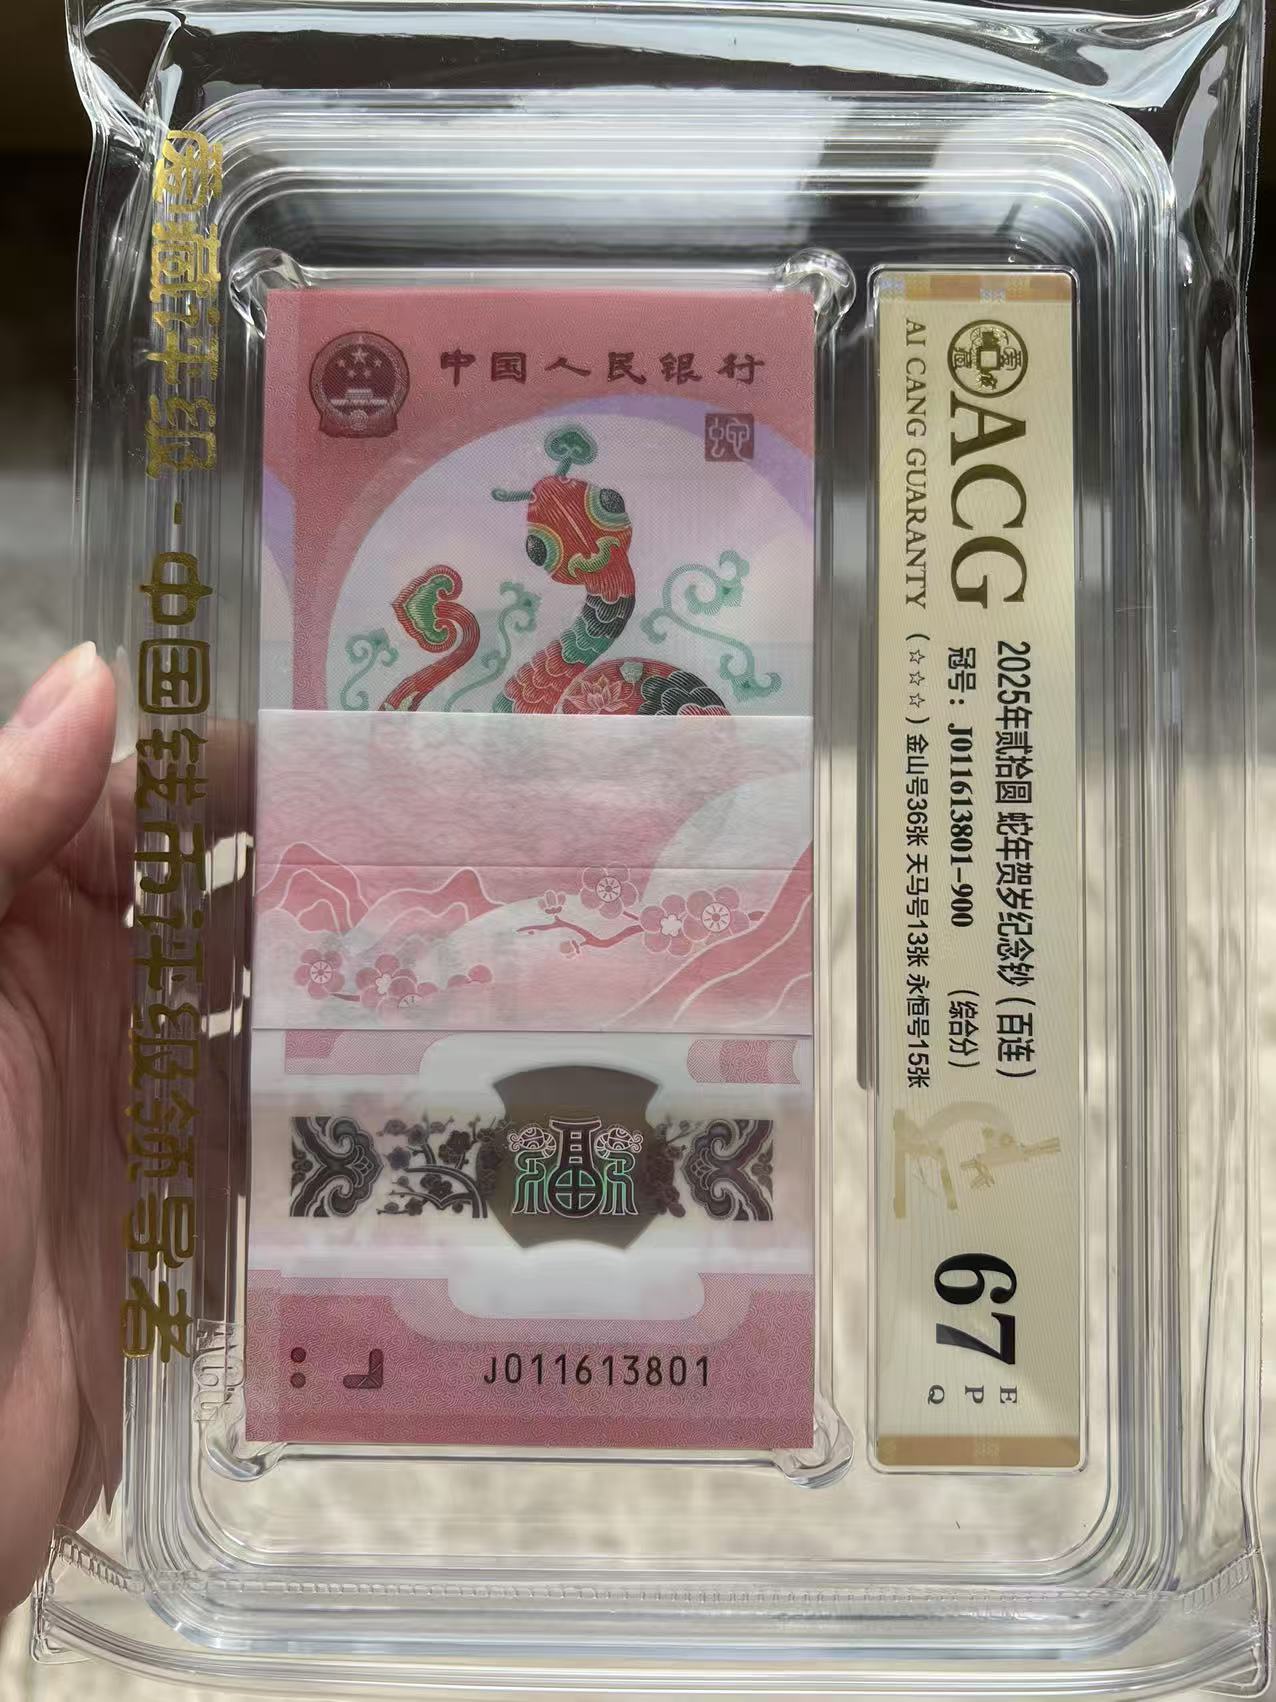 爱藏评级-中国钱币评级领导者
中国人民银行
蛇
J011613801
ACG
AI CANG GUARANTY
2025年贰拾圆 蛇年贺岁纪念钞（百连）
冠号：J011613801-900 （综合分）
（☆☆☆）金山号36张 天马号13张 永恒号15张
67
E
P
Q